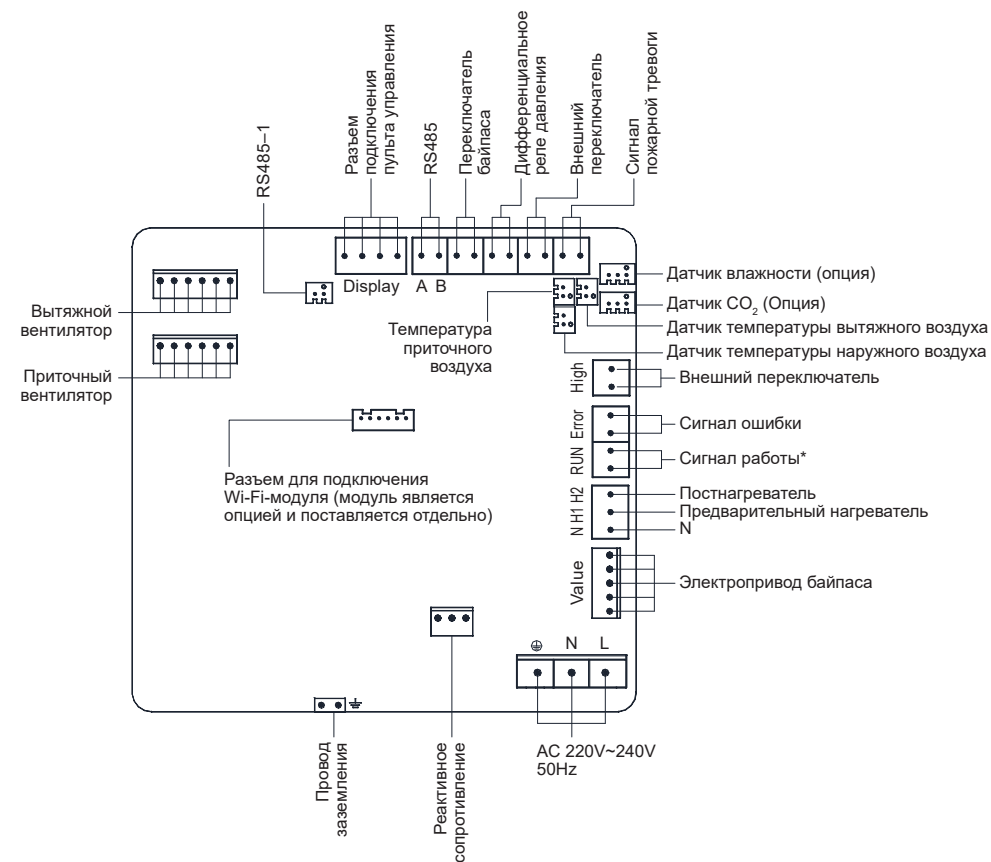 RS485–1
Разъем
подключения
пульта управления
RS485
Переключатель
байпаса
Дифференциальное
реле давления
Внешний
переключатель
Сигнал
пожарной тревоги
Display
A B
Вытяжной
вентилятор
Приточный
вентилятор
Температура
приточного
воздуха
Датчик влажности (опция)
Датчик CO₂ (Опция)
Датчик температуры вытяжного воздуха
Датчик температуры наружного воздуха
High
Внешний переключатель
Error
Сигнал ошибки
RUN
Сигнал работы*
N H1 H2
Постнагреватель
Предварительный нагреватель
N
Value
Электропривод байпаса
Разъем для подключения
Wi-Fi-модуля (модуль является
опцией и поставляется отдельно)
N L
AC 220V~240V
50Hz
Провод
заземления
Реактивное
сопротивление